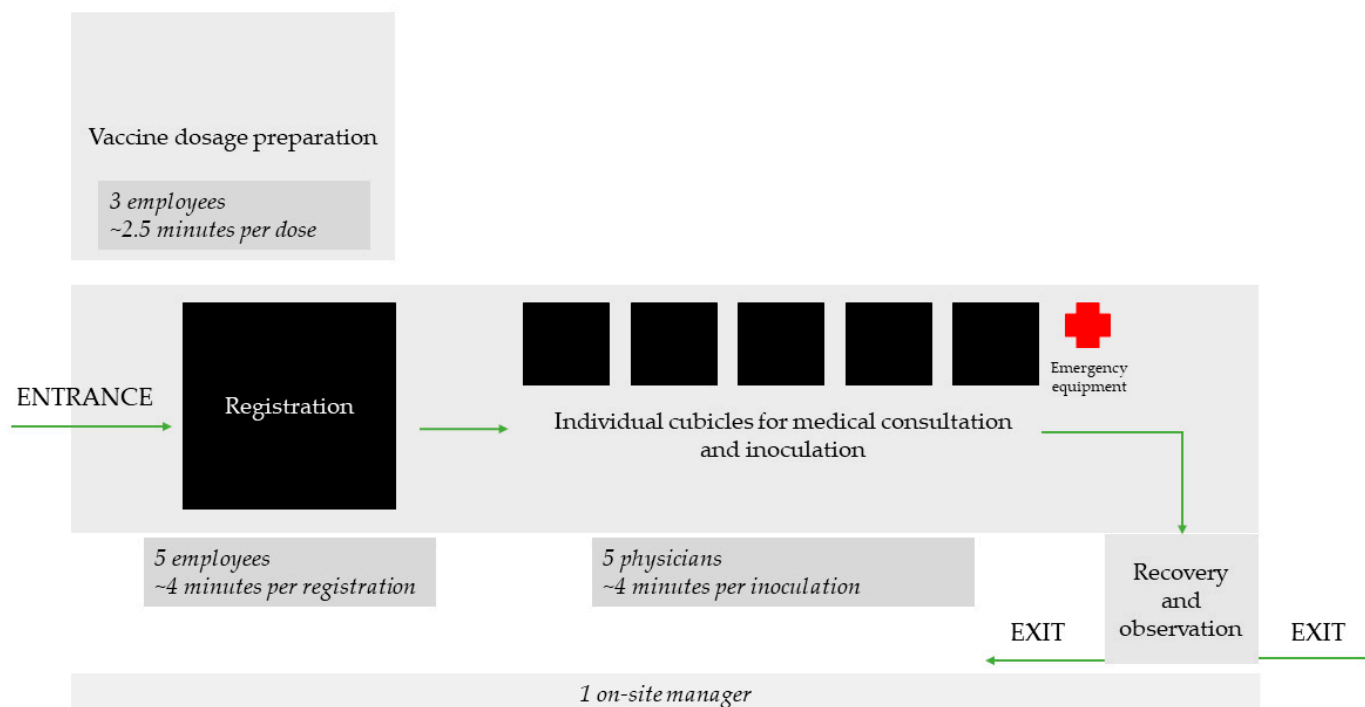 Vaccine dosage preparation
3 employees
~2.5 minutes per dose
ENTRANCE
Registration
Emergency
equipment
Individual cubicles for medical consultation
and inoculation
5 employees
~4 minutes per registration
5 physicians
~4 minutes per inoculation
Recovery
and
observation
EXIT
EXIT
1 on-site manager